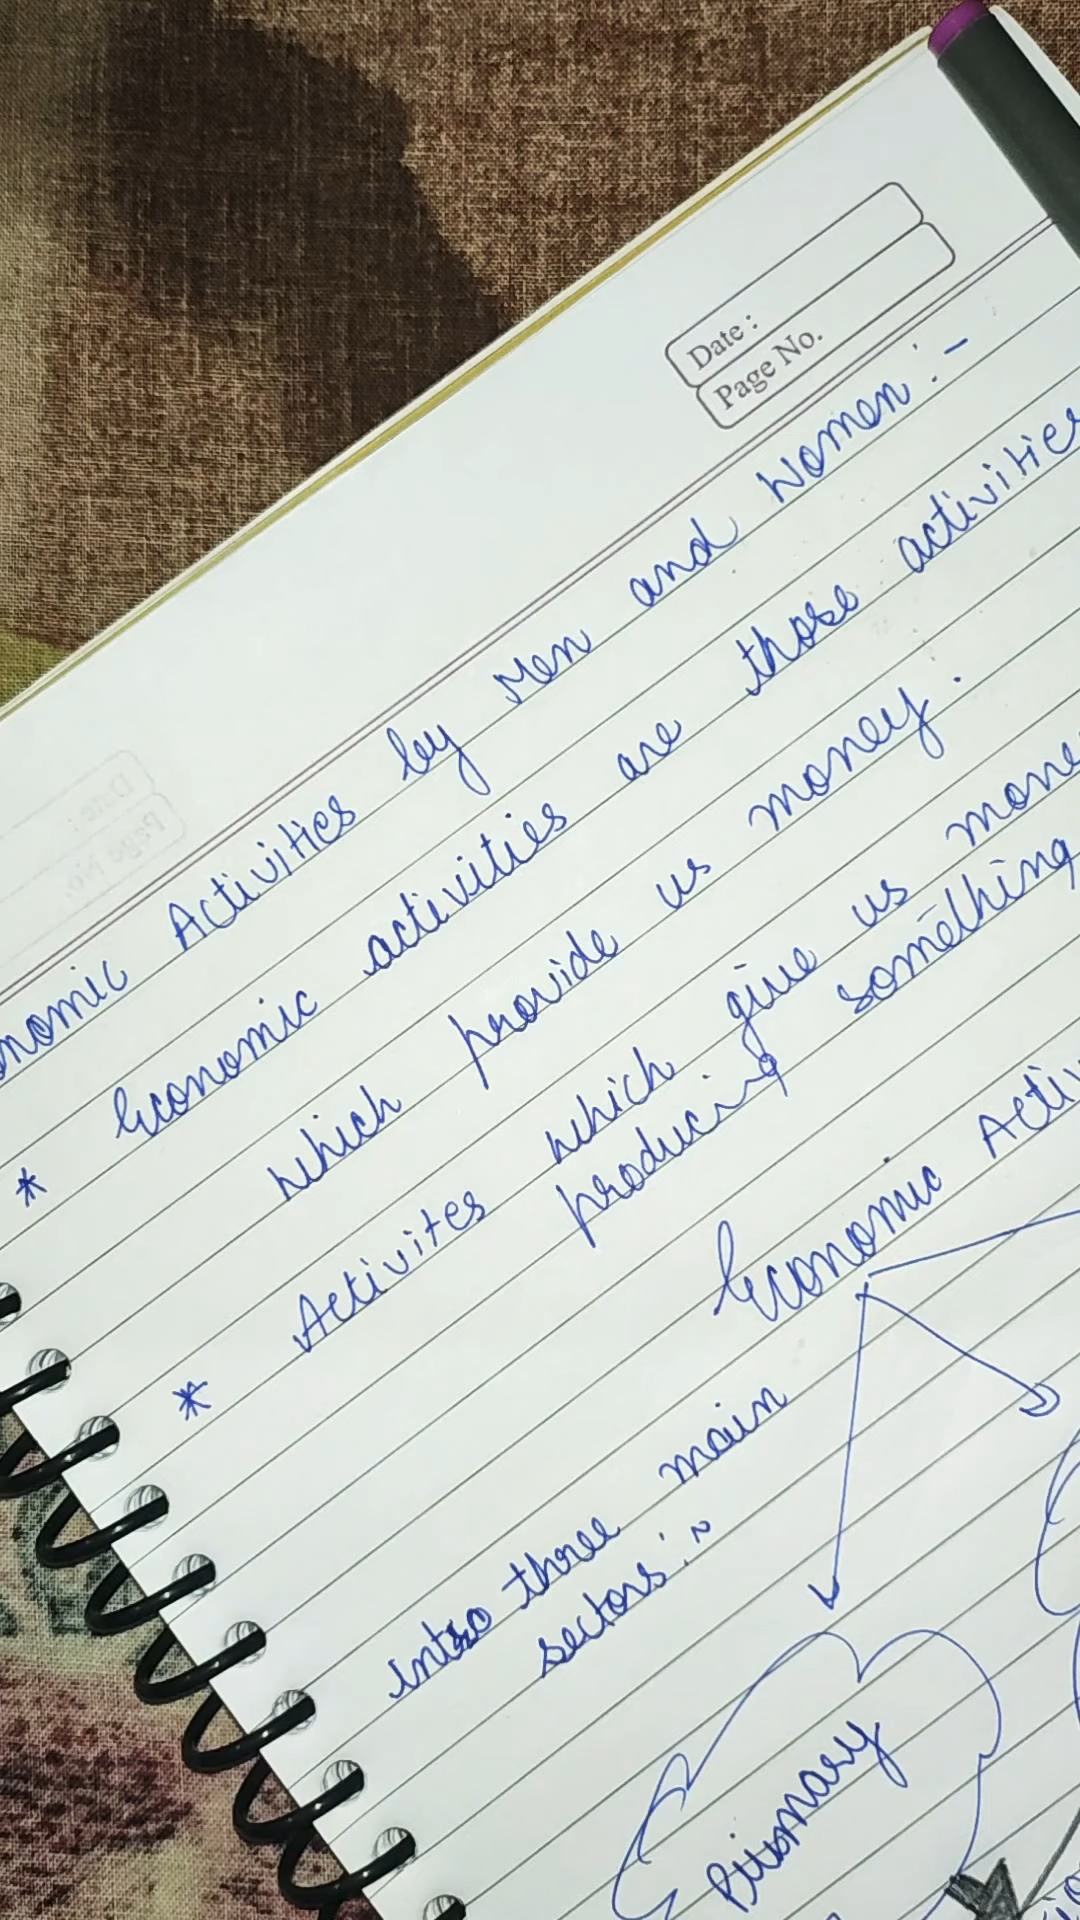 Date :
Page No.
nomic Activities by Men and Women :-
* Economic activities are those activities
which provide us money.
* Activites which give us mone
producing something
Economic Activ
into three main
sectors :~
Primary